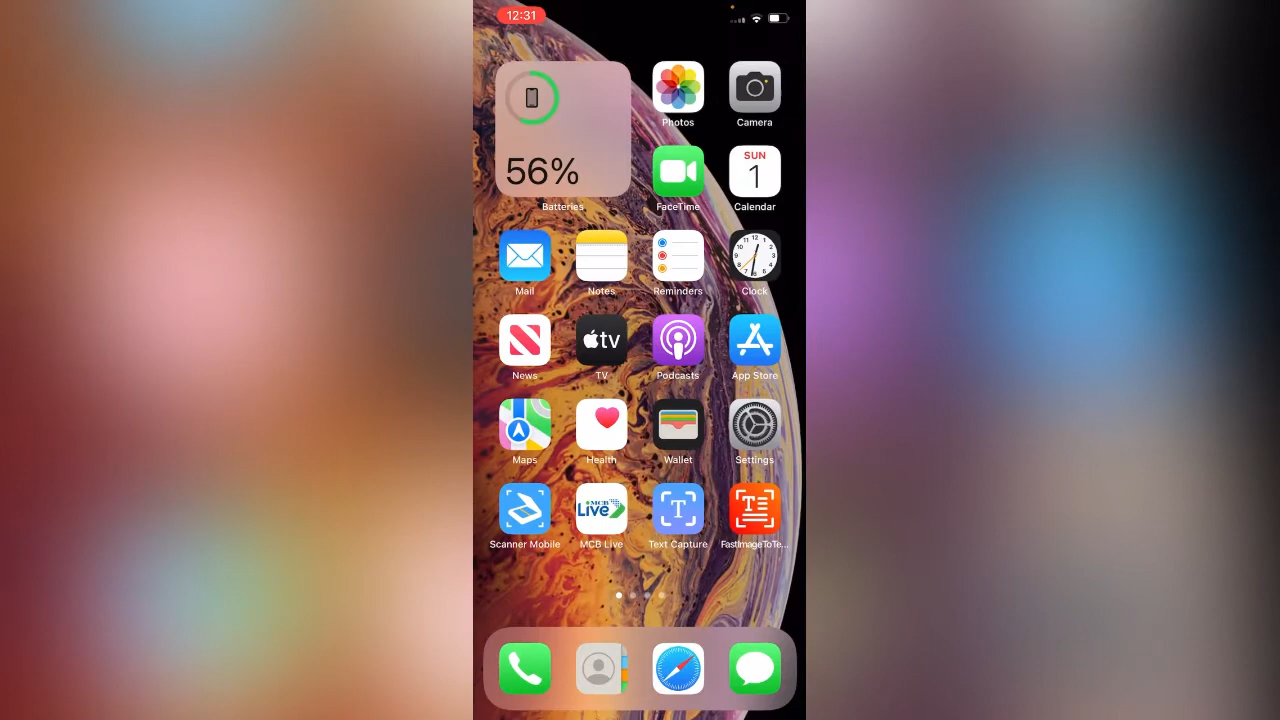 12:31
56%
Batteries
Photos
Camera
SUN
1
FaceTime
Calendar
Mail
Notes
Reminders
Clock
tv
News
TV
Podcasts
App Store
Maps
Health
Wallet
Settings
MCB
Live
T
T
Scanner Mobile
MCB Live
Text Capture
FastImageToTe...